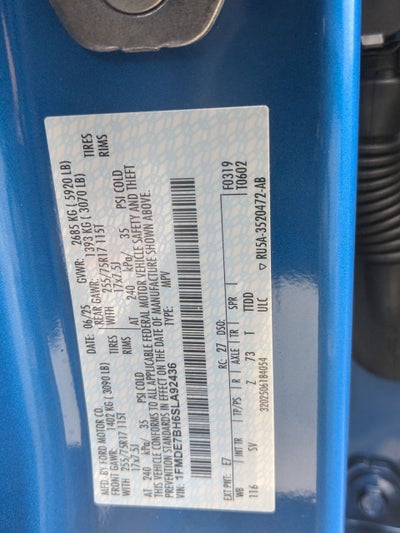 MFD. BY FORD MOTOR CO. 06/25 GVWR: 2685 KG ( 5920 LB)
FRONT GAWR: 1402 KG ( 3090 LB) REAR GAWR: 1393 KG ( 3070 LB)
WITH 255/75R17 115T TIRES WITH 255/75R17 115T TIRES
17x7.5J RIMS 17x7.5J RIMS
AT 240 kPa/ 35 PSI COLD AT 240 kPa/ 35 PSI COLD
THIS VEHICLE CONFORMS TO ALL APPLICABLE FEDERAL MOTOR VEHICLE SAFETY AND THEFT
PREVENTION STANDARDS IN EFFECT ON THE DATE OF MANUFACTURE SHOWN ABOVE.
VIN: 1FMDE7BH6SLA92436 TYPE: MPV
F0319
T0602
EXT PNT: E7 RC: 27 DSO:
WB INT TR TP/PS R AXLE TR SPR
116 SV Z 73 T TTDD
ULC
3202506184054
▽ RU5A-3520472-AB